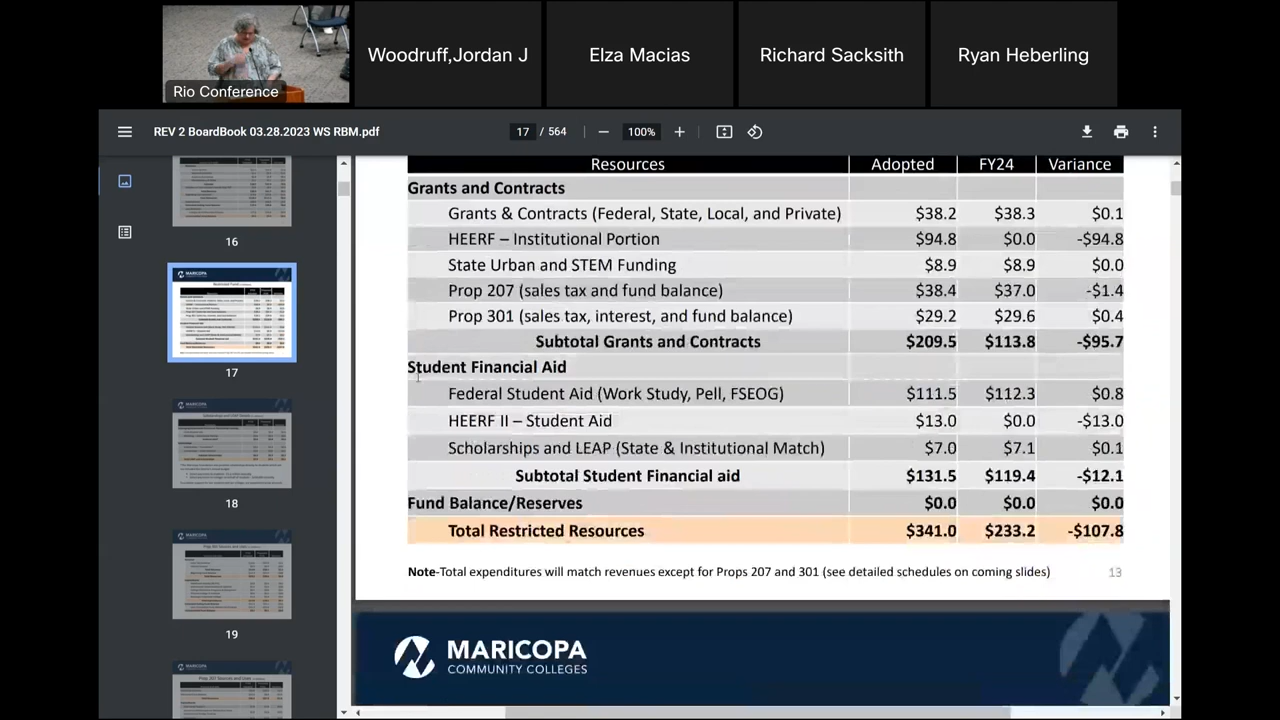 Rio Conference
Woodruff,Jordan J
Elza Macias
Richard Sacksith
Ryan Heberling
REV 2 BoardBook 03.28.2023 WS RBM.pdf
17 / 564
100%
16
17
18
19
Resources Adopted FY24 Variance
Grants and Contracts
Grants & Contracts (Federal, State, Local, and Private) $38.2 $38.3 $0.1
HEERF – Institutional Portion $94.8 $0.0 -$94.8
State Urban and STEM Funding $8.9 $8.9 $0.0
Prop 207 (sales tax and fund balance) $38.4 $37.0 -$1.4
Prop 301 (sales tax, interest, and fund balance) $29.2 $29.6 $0.4
Subtotal Grants and Contracts $209.5 $113.8 -$95.7
Student Financial Aid
Federal Student Aid (Work Study, Pell, FSEOG) $111.5 $112.3 $0.8
HEERF II – Student Aid $13.0 $0.0 -$13.0
Scholarship and LEAP (State & Institutional Match) $7.0 $7.1 $0.1
Subtotal Student Financial aid $131.5 $119.4 -$12.1
Fund Balance/Reserves $0.0 $0.0 $0.0
Total Restricted Resources $341.0 $233.2 -$107.8
Note-Total expenditures match revenues except Props 207 and 301 (see detailed schedules in coming slides) 13
MARICOPA
COMMUNITY COLLEGES